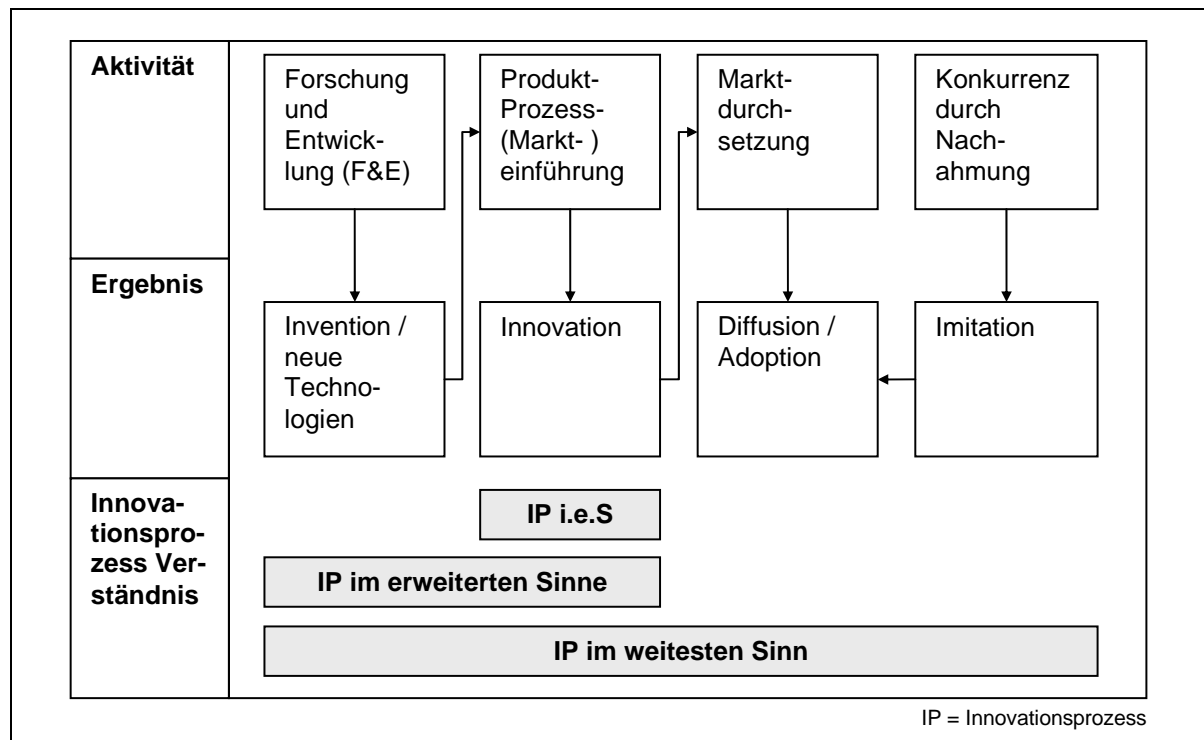 Aktivität
Forschung
und
Entwick-
lung (F&E)
Produkt-
Prozess-
(Markt- )
einführung
Markt-
durch-
setzung
Konkurrenz
durch
Nach-
ahmung
Ergebnis
Invention /
neue
Techno-
logien
Innovation
Diffusion /
Adoption
Imitation
Innova-
tionspro-
zess Ver-
ständnis
IP i.e.S
IP im erweiterten Sinne
IP im weitesten Sinn
IP = Innovationsprozess